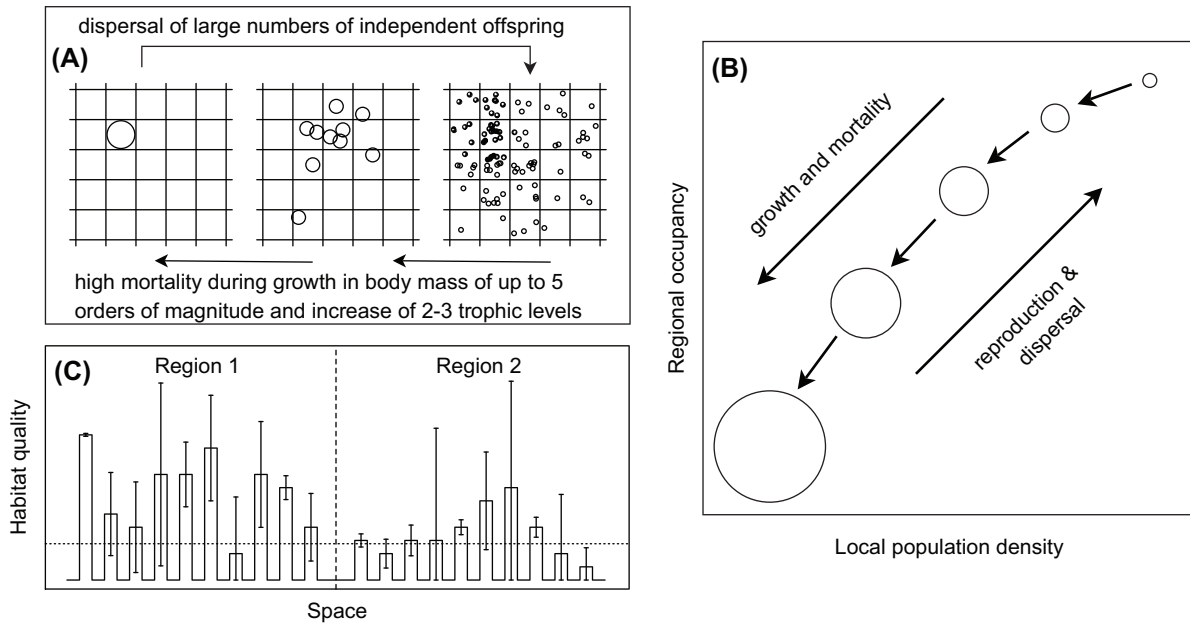 dispersal of large numbers of independent offspring
(A)
high mortality during growth in body mass of up to 5
orders of magnitude and increase of 2-3 trophic levels
(B)
growth and mortality
reproduction &
dispersal
Regional occupancy
Local population density
(C)
Region 1
Region 2
Habitat quality
Space